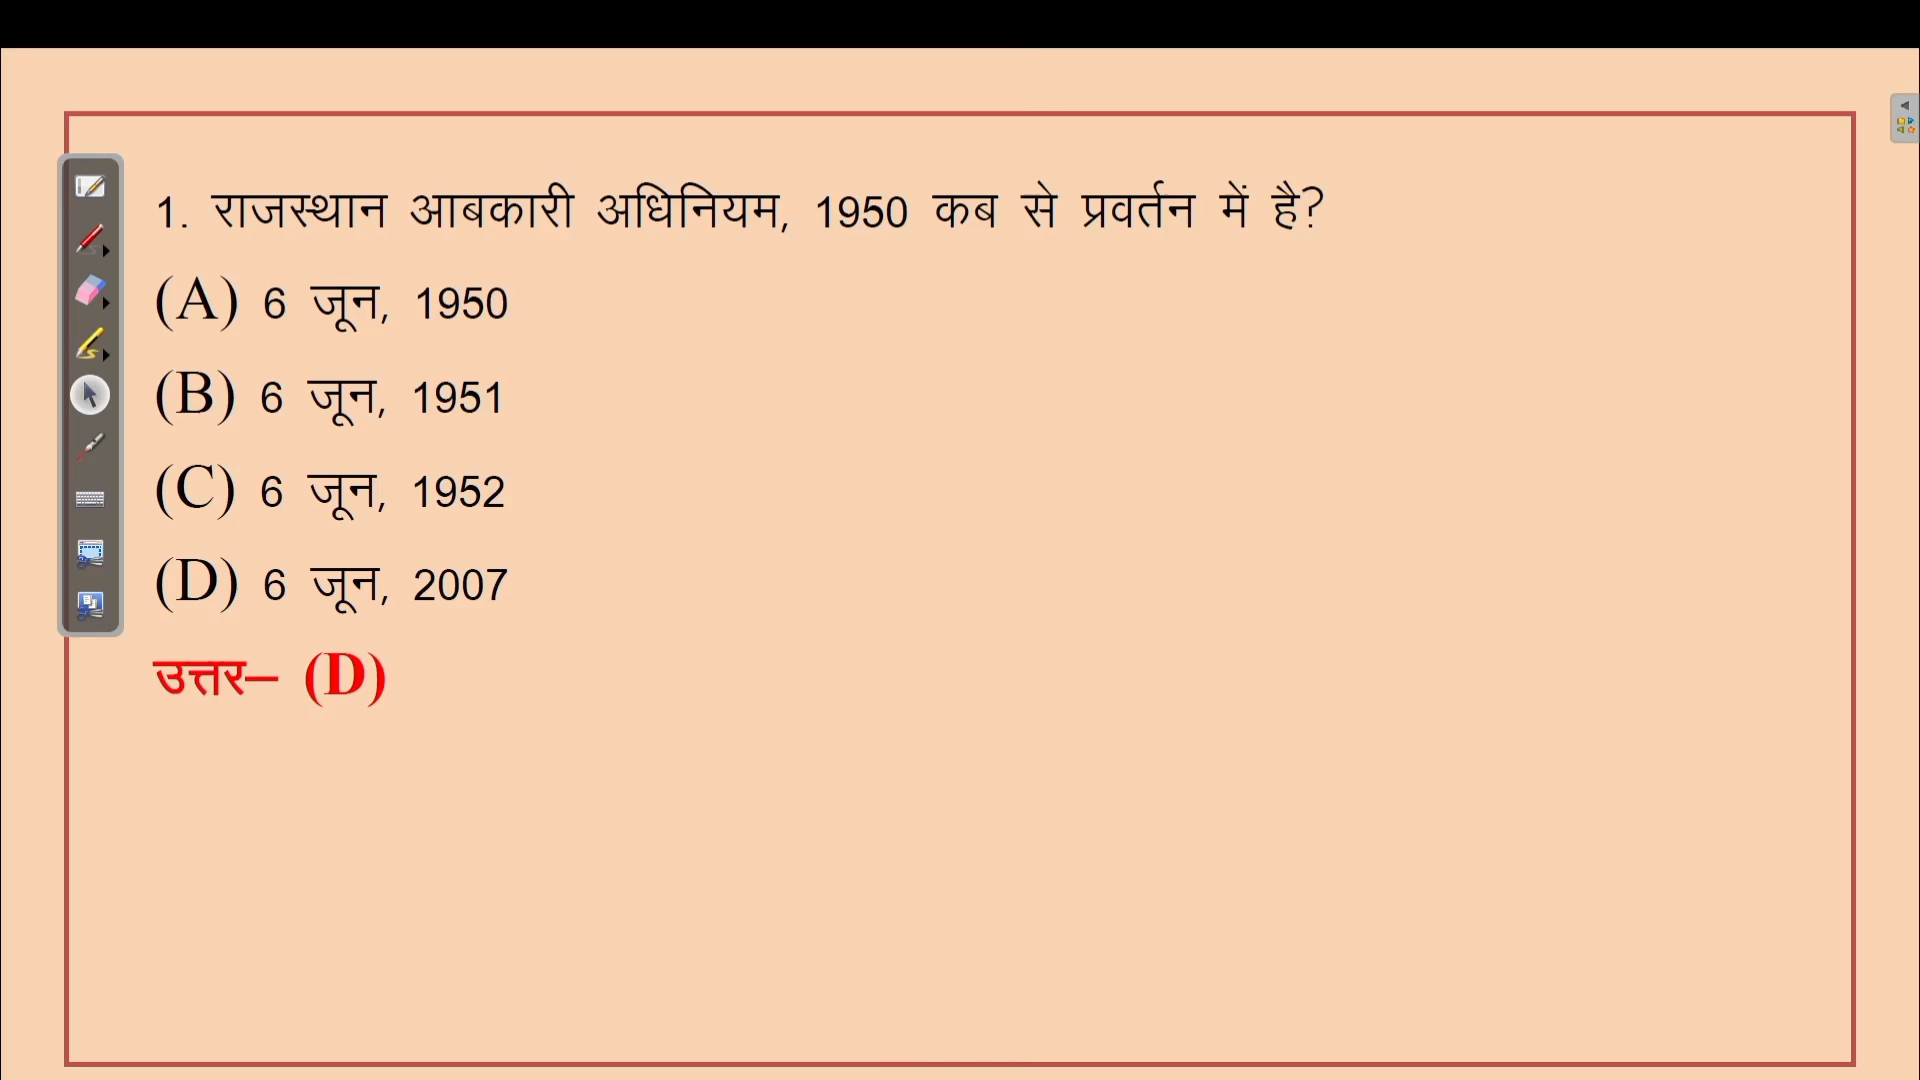 1. राजस्थान आबकारी अधिनियम, 1950 कब से प्रवर्तन में है?
(A) 6 जून, 1950
(B) 6 जून, 1951
(C) 6 जून, 1952
(D) 6 जून, 2007
उत्तर– (D)